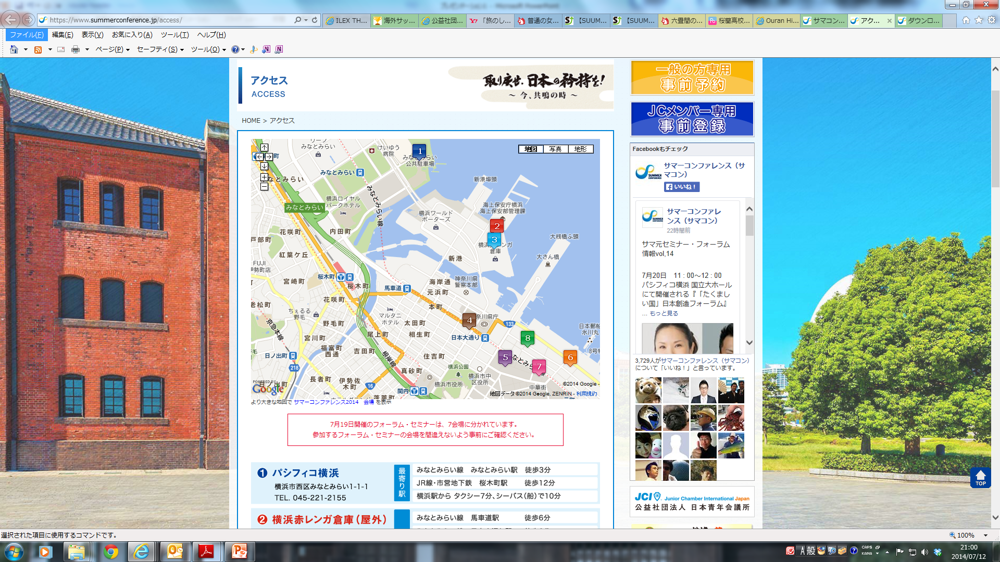 https://www.summerconference.jp/access/
ILEX TH...
海外サッ...
公益社団...
「旅のし...
普通の女...
【SUUM...
【SUUM...
六畳間の...
桜蘭高校...
Ouran Hi...
サマコン...
アク...
ダウンロ...
ファイル(F)
編集(E)
表示(V)
お気に入り(A)
ツール(T)
ヘルプ(H)
ページ(P)
セーフティ(S)
ツール(O)
アクセス
ACCESS
取り戻せ、日本の矜持を！
～ 今、共鳴の時 ～
HOME > アクセス
地図
写真
地形
みなとみらい
けいゆう
病院
1
みなとみらい
公共駐車場
みなとみらい
みなとみらい
みなとみらい
みなとみらい線
横浜ロイヤル
パークホテル
新港埠頭
海上保安庁横浜
海上保安部管理課
横浜ワールド
ポーターズ
2
3
倉庫
大桟橋ふ頭
大さん橋
花咲町
内田町
戸部町
紅葉ケ丘
新港
FUJI
伊勢町店
桜木町
桜木町
宮崎町
馬車道
海岸通
元浜町
神奈川県
警察本部
花咲町
老松町
ちぇるる
野毛
本町
マルタニ
ホテル
太田町
4
奈川県庁
133
京急本線
野毛町
尾上町
相生町
日本大通り
8
日本郵船
氷川丸
宮川町
福富町
西通
吉田町
根岸線
住吉町
5
6
7
日ノ出町
218
横浜公園
真砂町
長者町
伊勢佐
木町
16
横浜市役所
横浜市中
区役所
中華街
関内
POWERED BY
Google
©2014 Google -
地図データ©2014 Google, ZENRIN - 利用規約
より大きな地図で サマーコンファレンス2014　会場 を表示
7月19日開催のフォーラム・セミナーは、7会場に分かれています。
参加するフォーラム・セミナーの会場を間違えないよう事前にご確認ください。
1 パシフィコ横浜
横浜市西区みなとみらい1-1-1
TEL. 045-221-2155
最寄り駅
みなとみらい線　みなとみらい駅　徒歩3分
JR線・市営地下鉄　桜木町駅　徒歩12分
横浜駅から タクシー7分、シーバス（船）で10分
2 横浜赤レンガ倉庫（屋外）
みなとみらい線　馬車道駅　徒歩6分
一般の方専用
事前予約
JCメンバー専用
事前登録
Facebookもチェック
サマーコンファレンス（サ
マコン）
いいね！
サマーコンファレ
ンス（サマコン）
22時間前
サマ元セミナー・フォーラム
情報vol,14
7月20日　11：00～12：00
パシフィコ横浜 国立大ホール
にて開催される『「たくまし
い国」日本創造フォーラム』
... もっと見る
3,729人がサマーコンファレンス（サマコン）
について「いいね！」と言っています。
TOP
JCI Junior Chamber International Japan
公益社団法人 日本青年会議所
選択された項目に使用するコマンドです。
100%
A 般
CAPS
KANA
21:00
2014/07/12